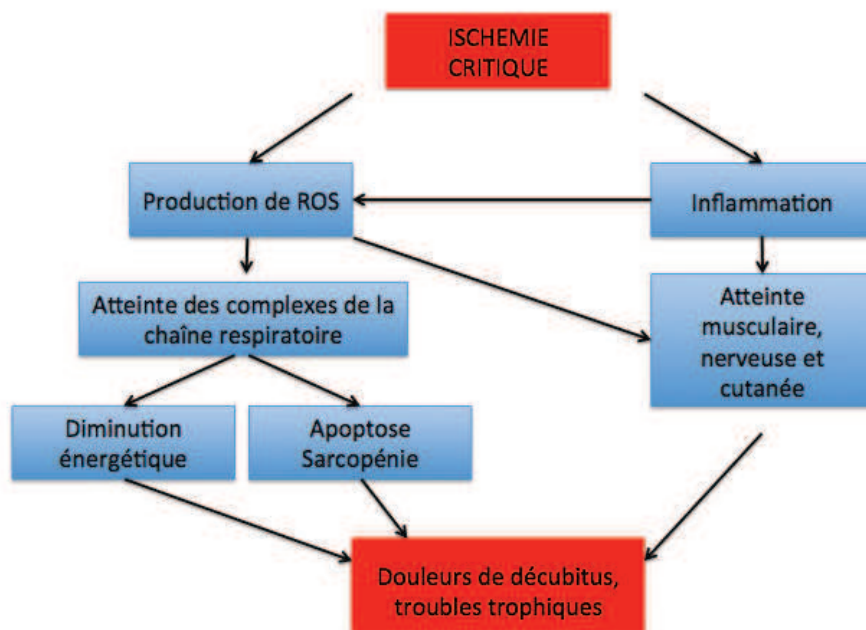 ISCHEMIE
CRITIQUE
Production de ROS
Inflammation
Atteinte des complexes de la
chaîne respiratoire
Atteinte
musculaire,
nerveuse et
cutanée
Diminution
énergétique
Apoptose
Sarcopénie
Douleurs de décubitus,
troubles trophiques